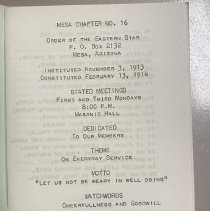 MESA CHAPTER NO. 16
ORDER OF THE EASTERN STAR
P. O. BOX 2132
MESA, ARIZONA
INSTITUTED NOVEMBER 3, 1913
CONSTITUTED FEBRUARY 13, 1914
STATED MEETINGS
FIRST AND THIRD MONDAYS
8:00 P.M.
MASONIC HALL
DEDICATED
TO OUR MEMBERS
THEME
ON EVERYDAY SERVICE
MOTTO
"LET US NOT BE WEARY IN WELL DOING"
WATCHWORDS
CHEERFULLNESS AND GOODWILL